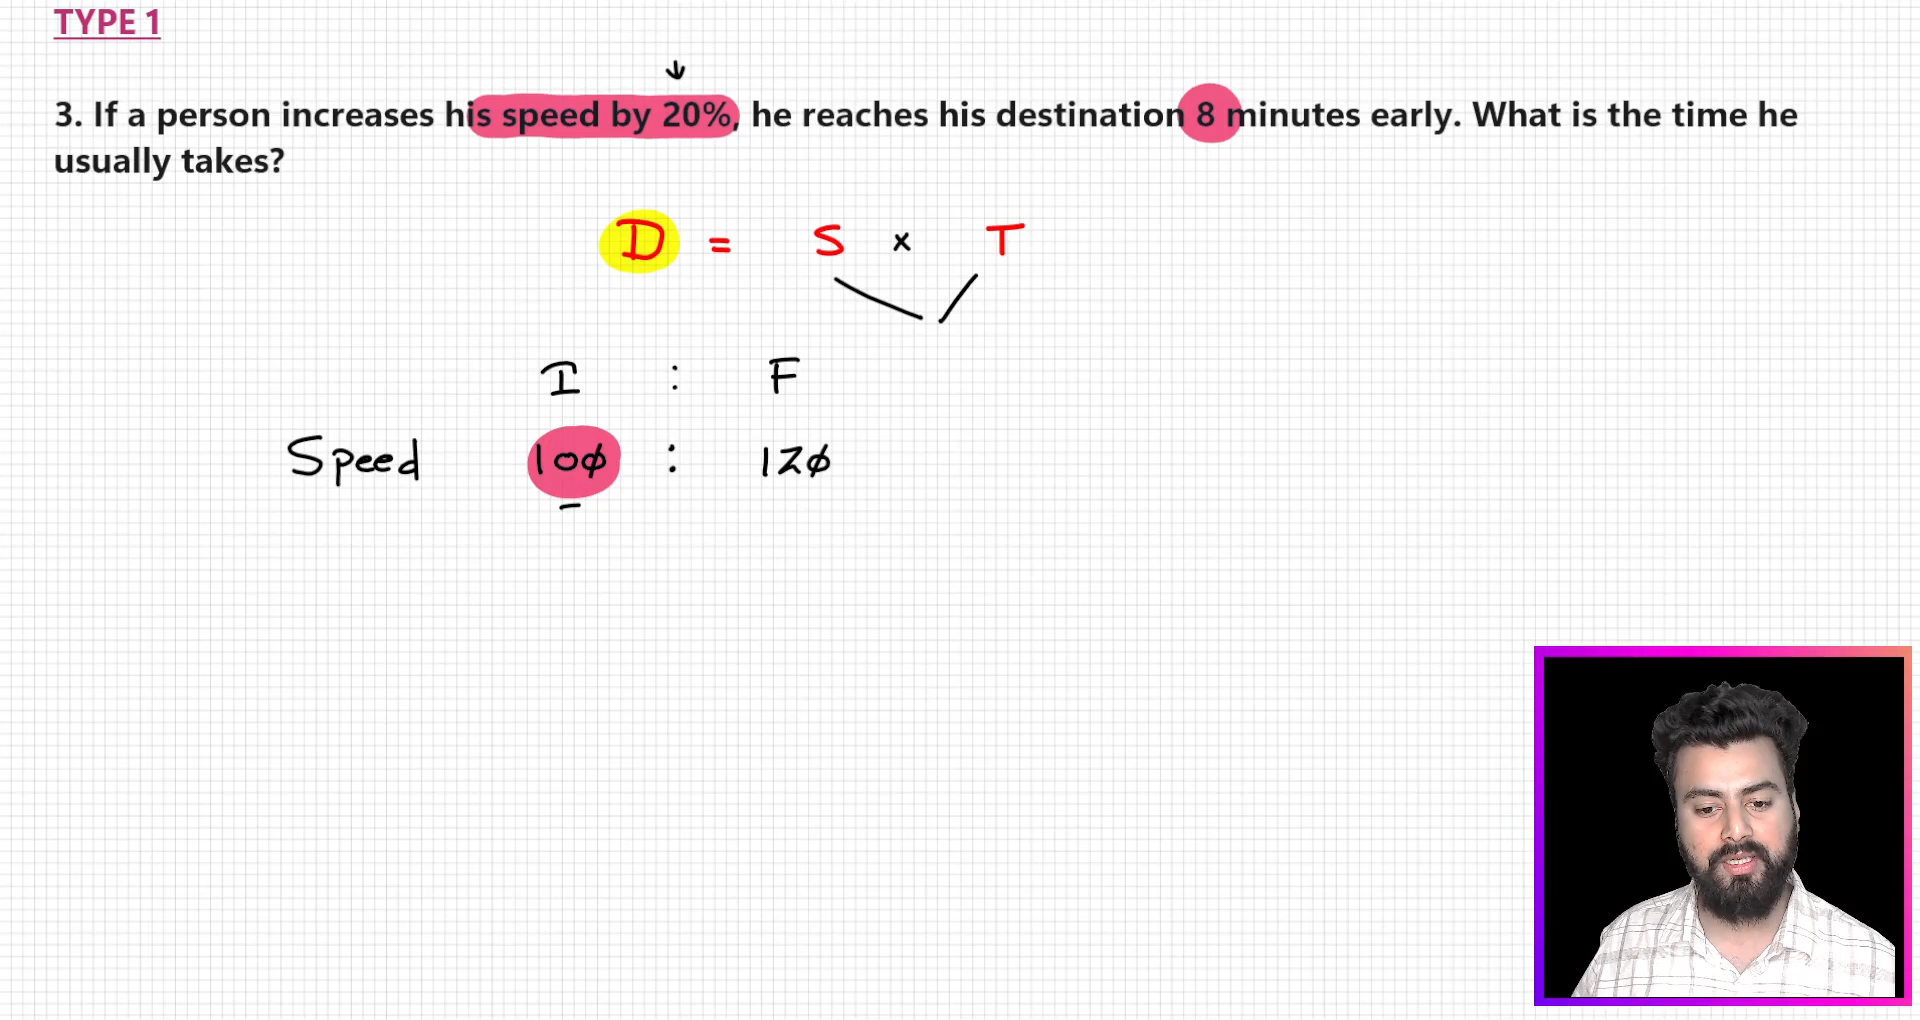 TYPE 1
3. If a person increases his speed by 20%, he reaches his destination 8 minutes early. What is the time he
usually takes?
D = S × T
I : F
Speed 100 : 120